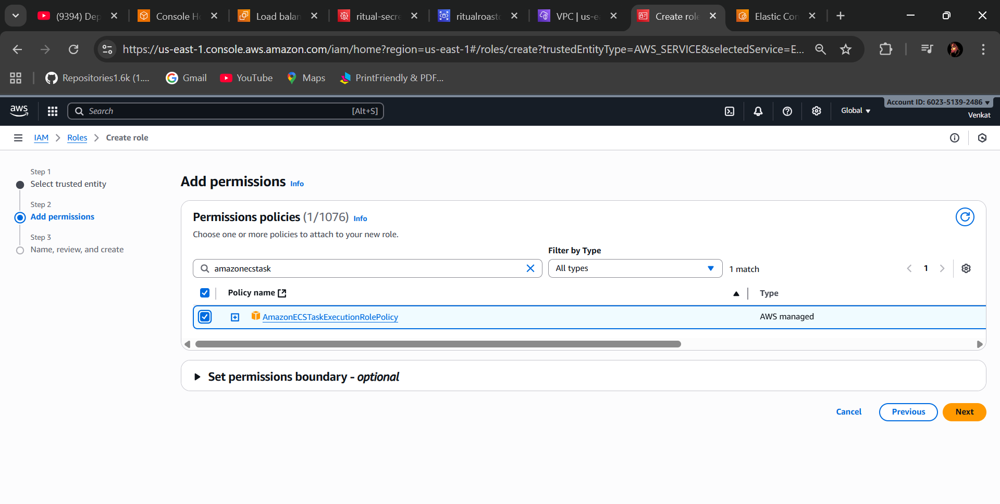 (9394) Dep
Console Ho
Load balan
ritual-secre
ritualroasto
VPC | us-ea
Create role
Elastic Con
https://us-east-1.console.aws.amazon.com/iam/home?region=us-east-1#/roles/create?trustedEntityType=AWS_SERVICE&selectedService=E...
Repositories1.6k (1....
Gmail
YouTube
Maps
PrintFriendly & PDF...
aws
Search
[Alt+S]
Global
Account ID: 6023-5139-2486
Venkat
IAM
Roles
Create role
Step 1
Select trusted entity
Step 2
Add permissions
Step 3
Name, review, and create
Add permissions Info
Permissions policies (1/1076) Info
Choose one or more policies to attach to your new role.
Filter by Type
amazonecstask
All types
1 match
1
Policy name
Type
AmazonECSTaskExecutionRolePolicy
AWS managed
Set permissions boundary - optional
Cancel
Previous
Next